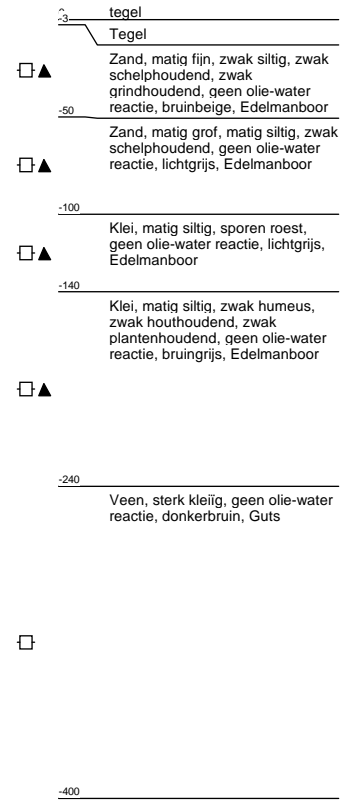 tegel
-3
Tegel
Zand, matig fijn, zwak siltig, zwak
schelphoudend, zwak
grindhoudend, geen olie-water
reactie, bruinbeige, Edelmanboor
-50
Zand, matig grof, matig siltig, zwak
schelphoudend, geen olie-water
reactie, lichtgrijs, Edelmanboor
-100
Klei, matig siltig, sporen roest,
geen olie-water reactie, lichtgrijs,
Edelmanboor
-140
Klei, matig siltig, zwak humeus,
zwak houthoudend, zwak
plantenhoudend, geen olie-water
reactie, bruingrijs, Edelmanboor
-240
Veen, sterk kleiïg, geen olie-water
reactie, donkerbruin, Guts
-400